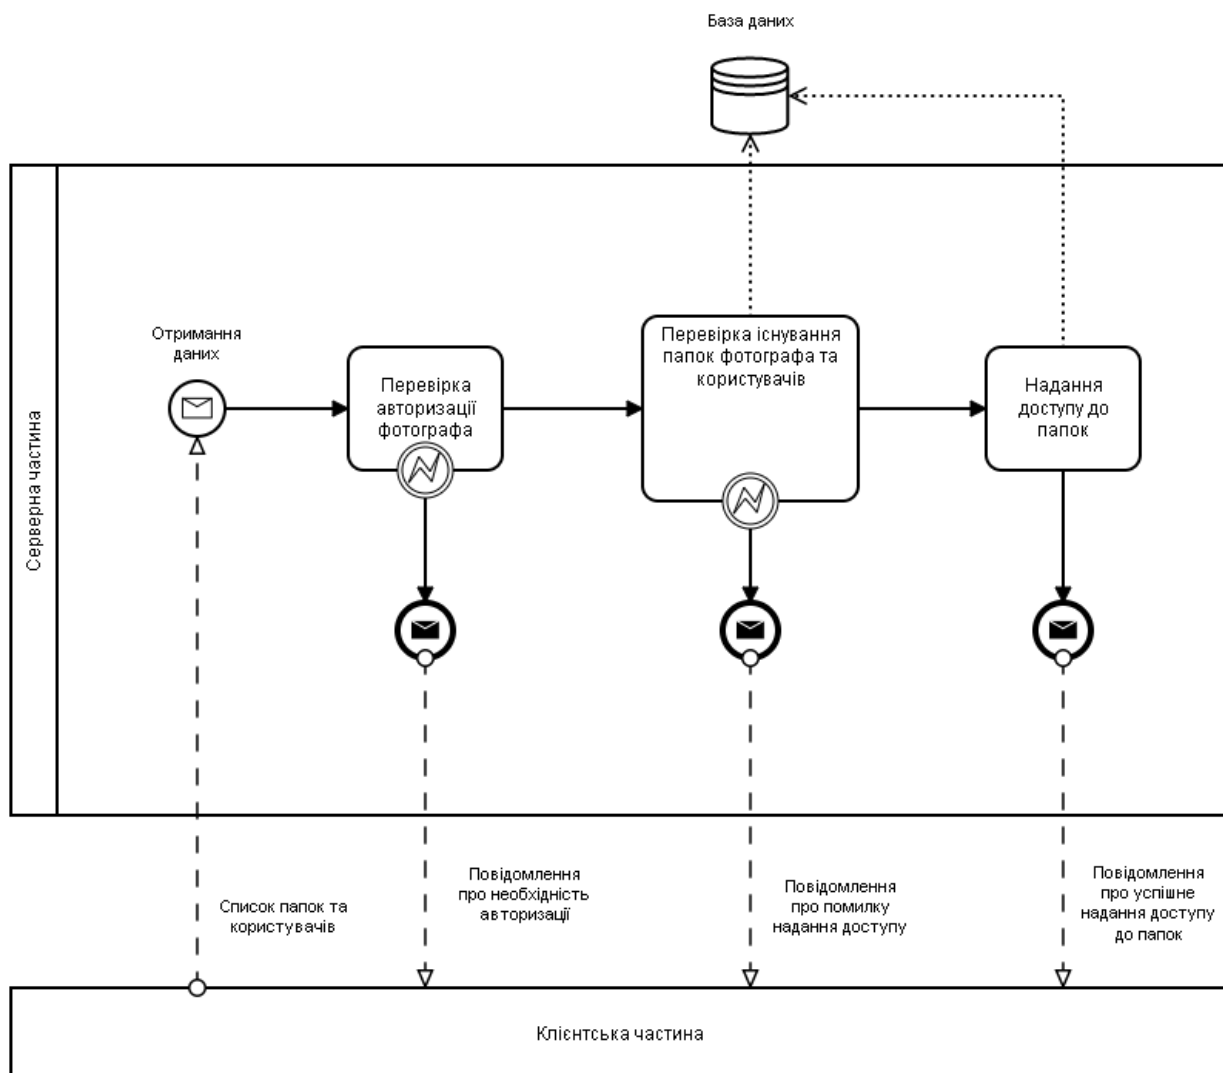 База даних
Серверна частина
Отримання
даних
Перевірка
авторизації
фотографа
Перевірка існування
папок фотографа та
користувачів
Надання
доступу до
папок
Список папок та
користувачів
Повідомлення
про необхідність
авторизації
Повідомлення
про помилку
надання доступу
Повідомлення
про успішне
надання доступу
до папок
Клієнтська частина